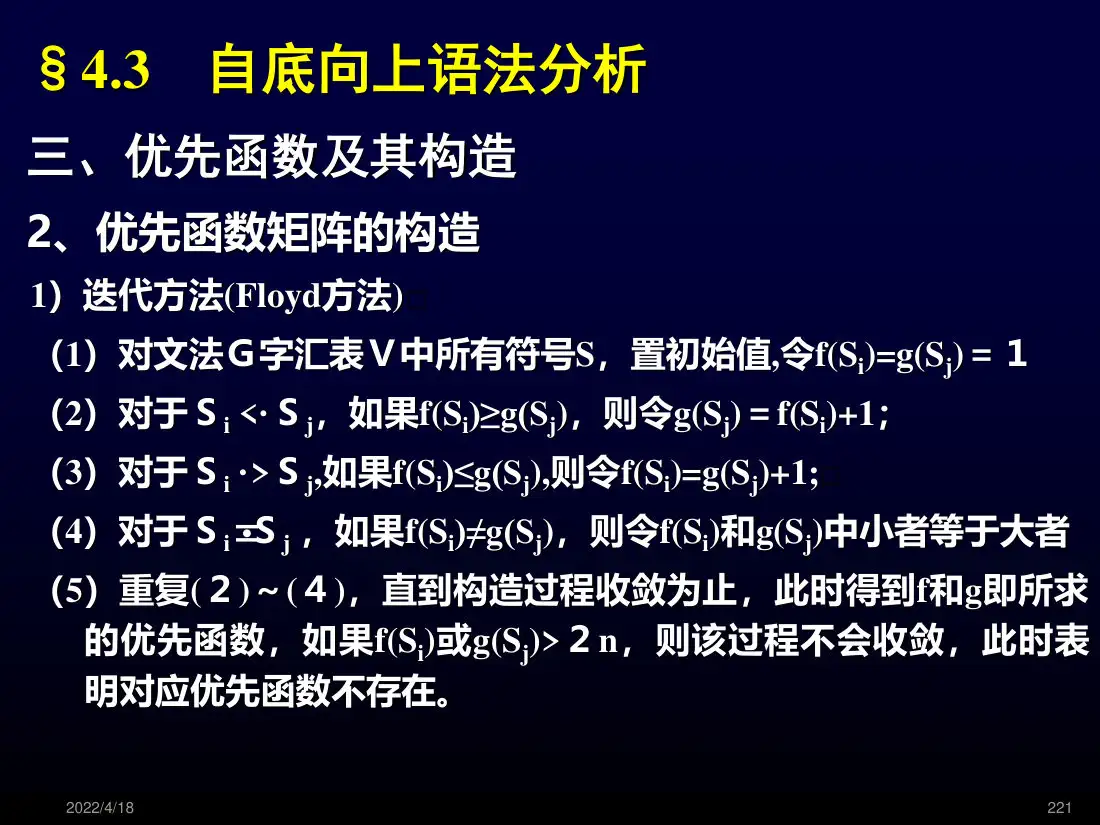 §4.3 自底向上语法分析
三、优先函数及其构造
2、优先函数矩阵的构造
1）迭代方法(Floyd方法)
（1）对文法Ｇ字汇表Ｖ中所有符号S，置初始值,令f(Si)=g(Sj)＝１
（2）对于Ｓi <· Ｓj，如果f(Si)≥g(Sj)，则令g(Sj)＝f(Si)+1；
（3）对于Ｓi ·> Ｓj,如果f(Si)≤g(Sj),则令f(Si)=g(Sj)+1;
（4）对于Ｓi≖Ｓj ，如果f(Si)≠g(Sj)，则令f(Si)和g(Sj)中小者等于大者
（5）重复(２)～(４)，直到构造过程收敛为止，此时得到f和g即所求
的优先函数，如果f(Si)或g(Sj)>２n，则该过程不会收敛，此时表
明对应优先函数不存在。
2022/4/18
221